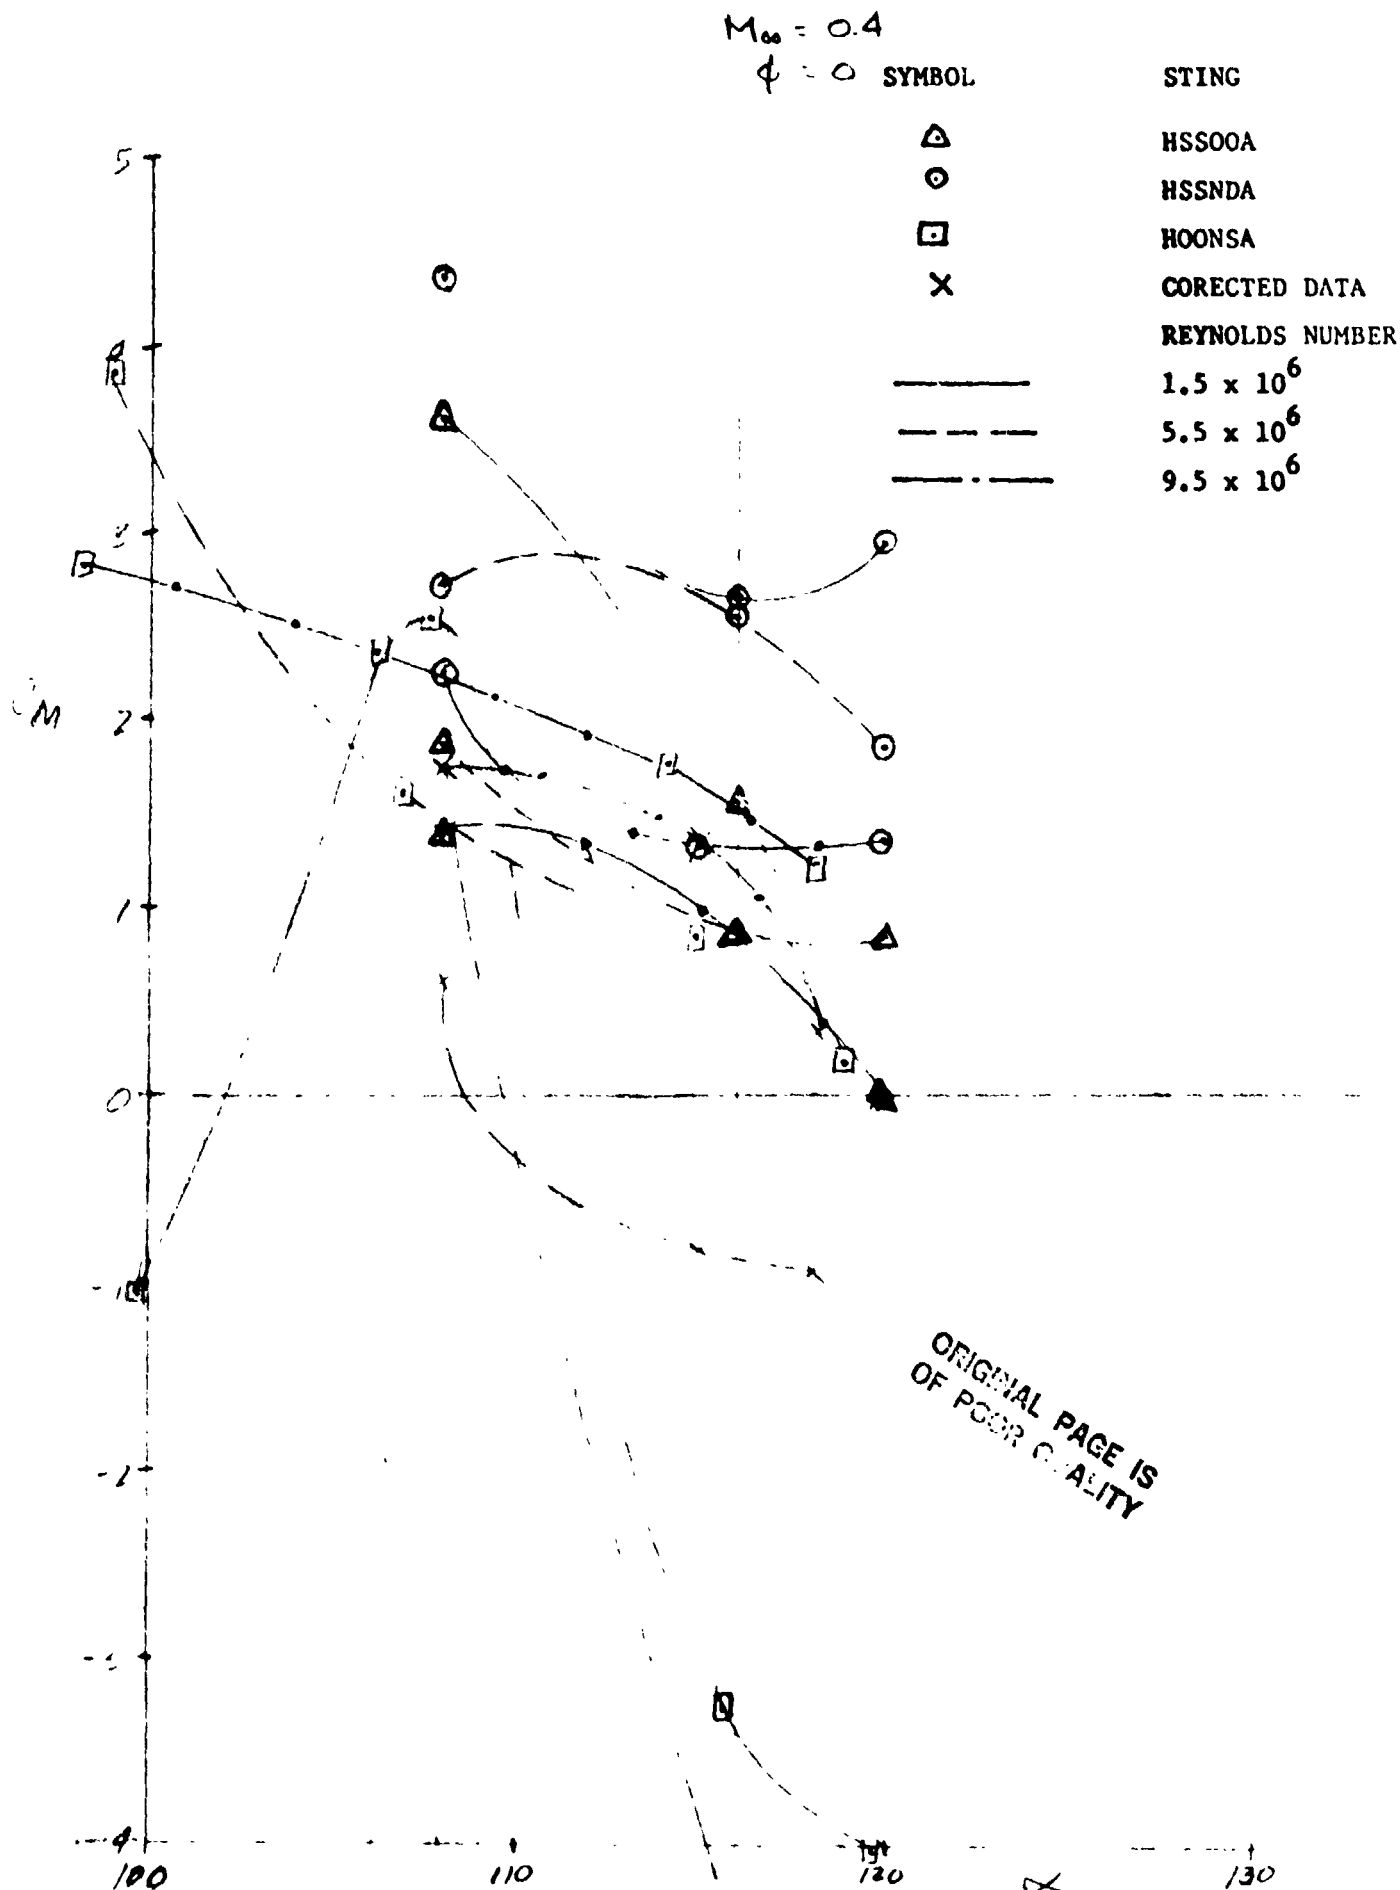 M∞ = 0.4
¢ = 0 SYMBOL STING
HSSOOA
HSSNDA
HOONSA
CORECTED DATA
REYNOLDS NUMBER
1.5 x 10⁶
5.5 x 10⁶
9.5 x 10⁶
5
4
3
2
1
0
-1
-2
CM
100 110 120 α 130
ORIGINAL PAGE IS
OF POOR QUALITY